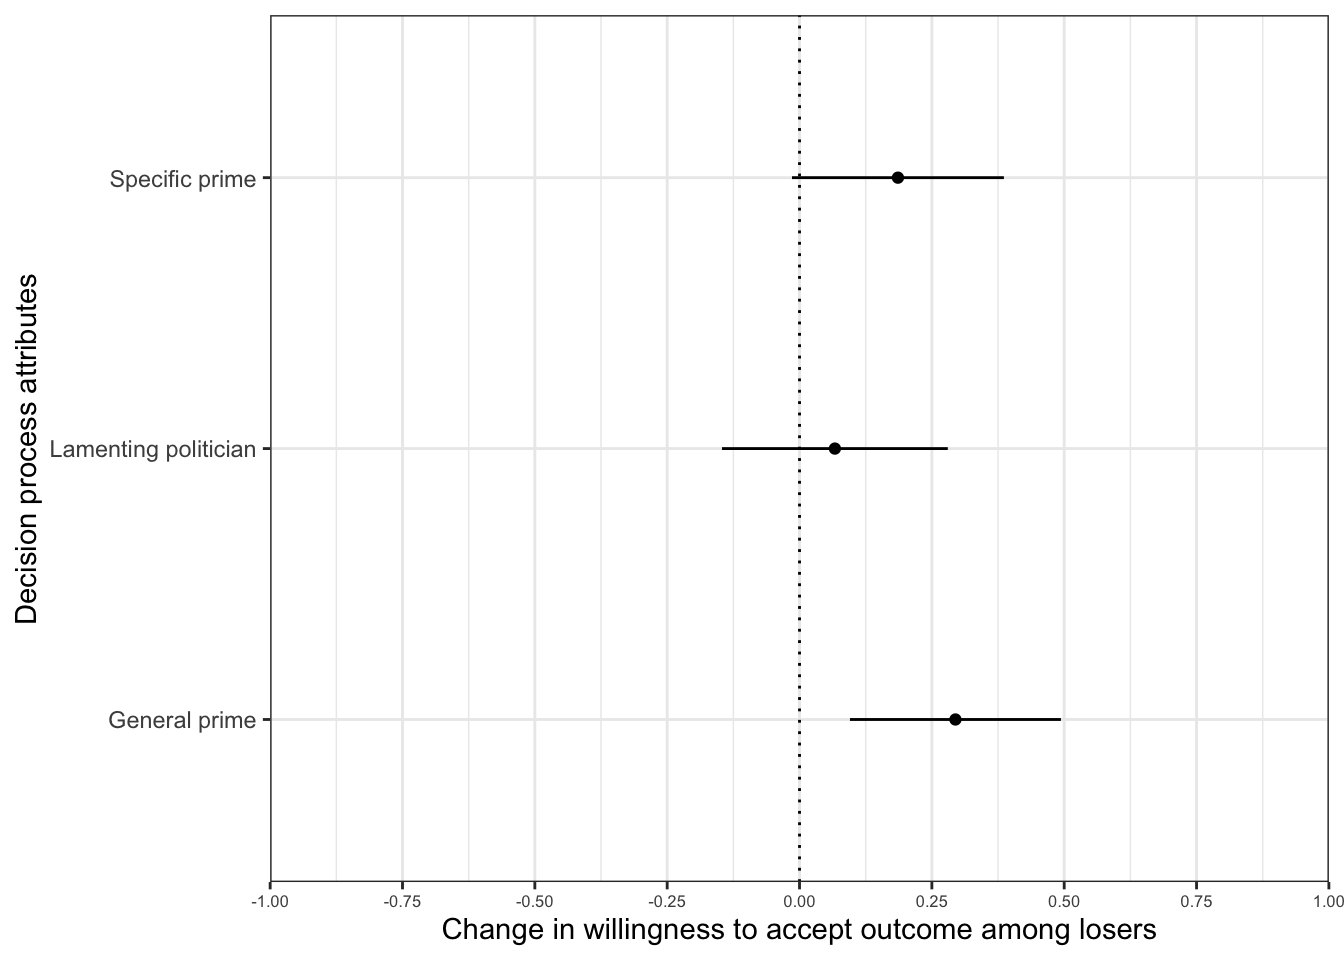 Decision process attributes
Specific prime
Lamenting politician
General prime
-1.00 -0.75 -0.50 -0.25 0.00 0.25 0.50 0.75 1.00
Change in willingness to accept outcome among losers